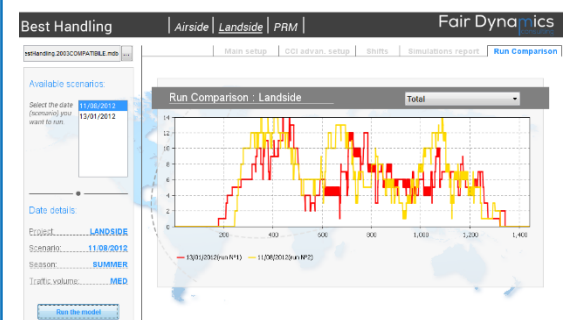 Best Handling
Airside | Landside | PRM
Fair Dynamics
consulting
estHandling.2003COMPATIBILE.mdb ...
Main setup | CCI advan. setup | Shifts | Simulations report | Run Comparison
Available scenarios:
Select the date (scenario) you want to run.
11/08/2012
13/01/2012
Run Comparison : Landside
Total
14
12
10
8
6
4
2
0
200 400 600 800 1,000 1,200 1,400
13/01/2012(run N°1) 11/08/2012(run N°2)
Date details:
Project: LANDSIDE
Scenario: 11/08/2012
Season: SUMMER
Traffic volume: MED
Run the model